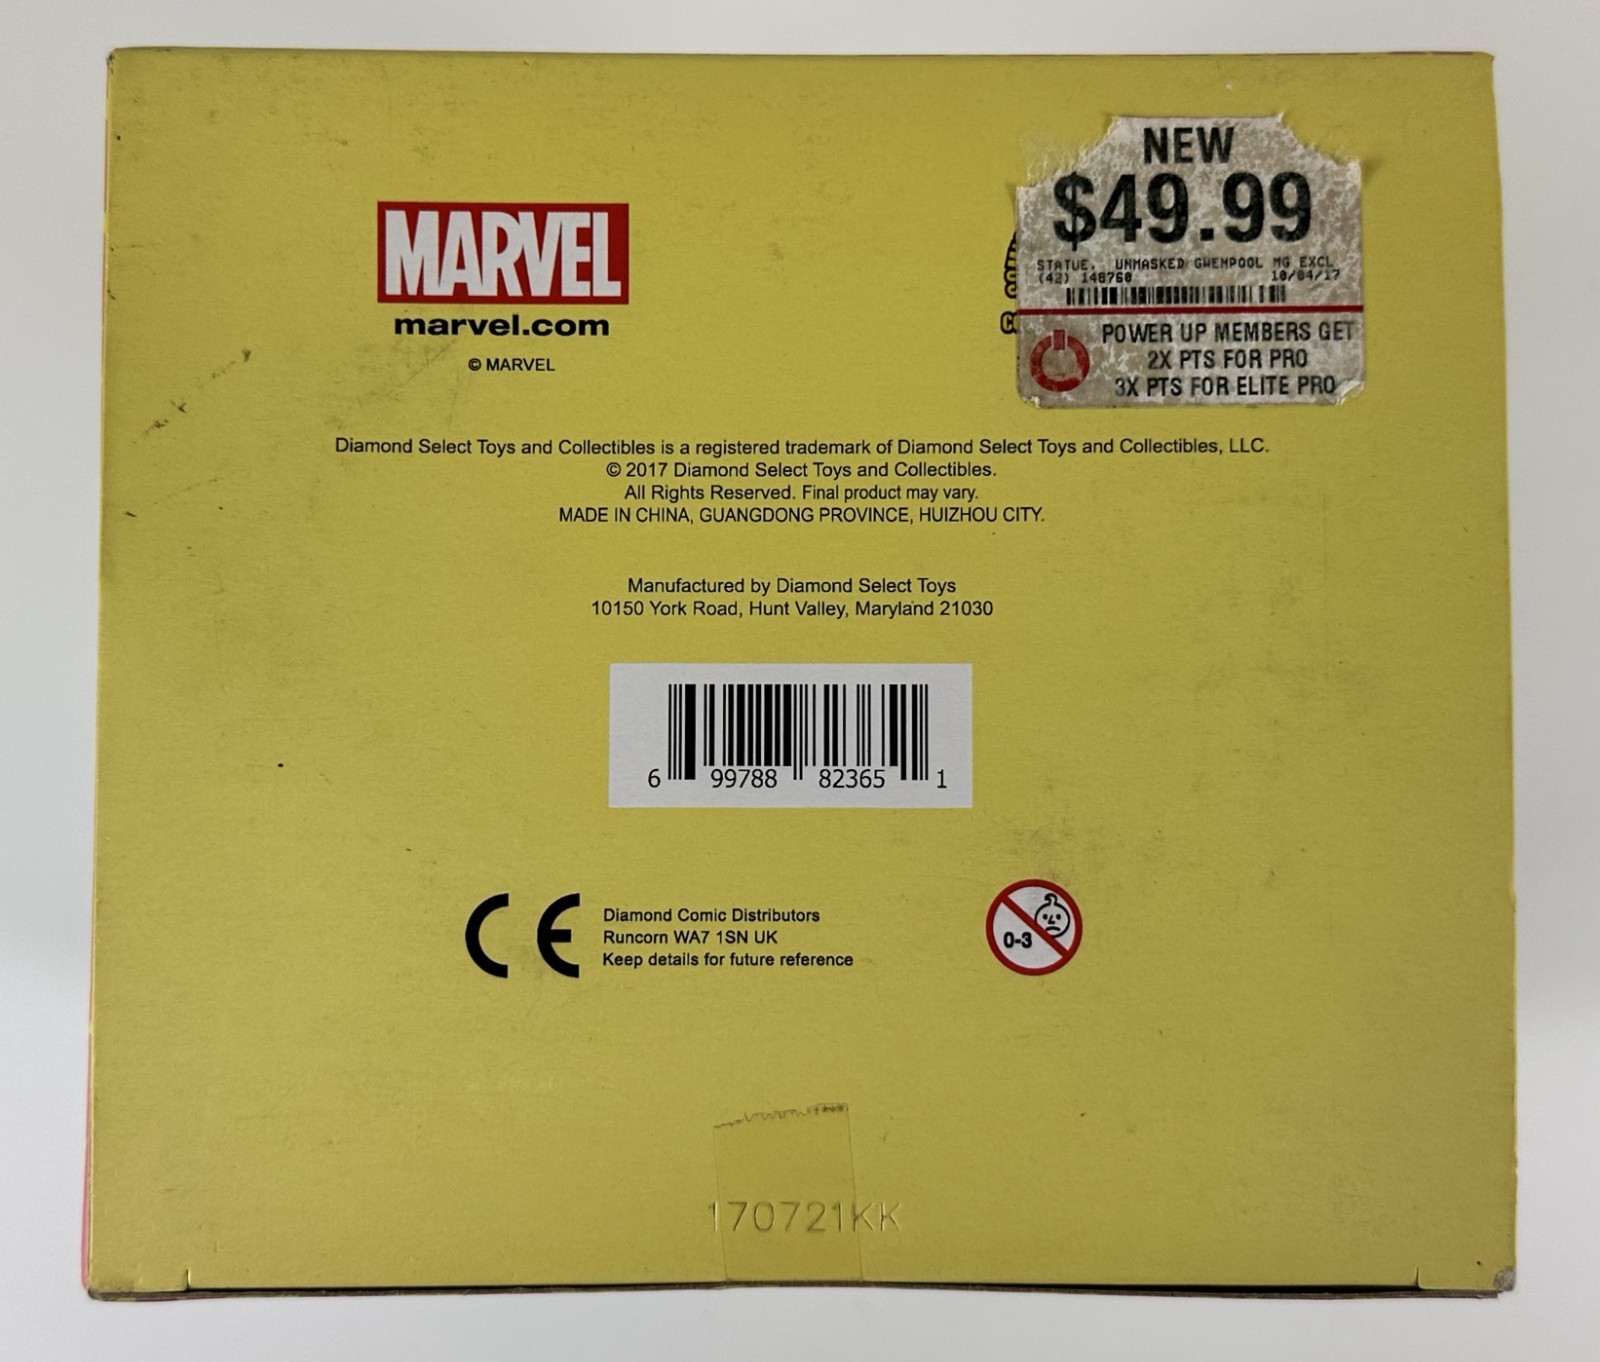 NEW
$49.99
STATUE, UNMASKED GWENPOOL MG EXCL
(42) 148760 10/04/17
POWER UP MEMBERS GET
2X PTS FOR PRO
3X PTS FOR ELITE PRO
MARVEL
marvel.com
© MARVEL
Diamond Select Toys and Collectibles is a registered trademark of Diamond Select Toys and Collectibles, LLC.
© 2017 Diamond Select Toys and Collectibles.
All Rights Reserved. Final product may vary.
MADE IN CHINA, GUANGDONG PROVINCE, HUIZHOU CITY.
Manufactured by Diamond Select Toys
10150 York Road, Hunt Valley, Maryland 21030
6 99788 82365 1
CE
Diamond Comic Distributors
Runcorn WA7 1SN UK
Keep details for future reference
0-3
170721KK